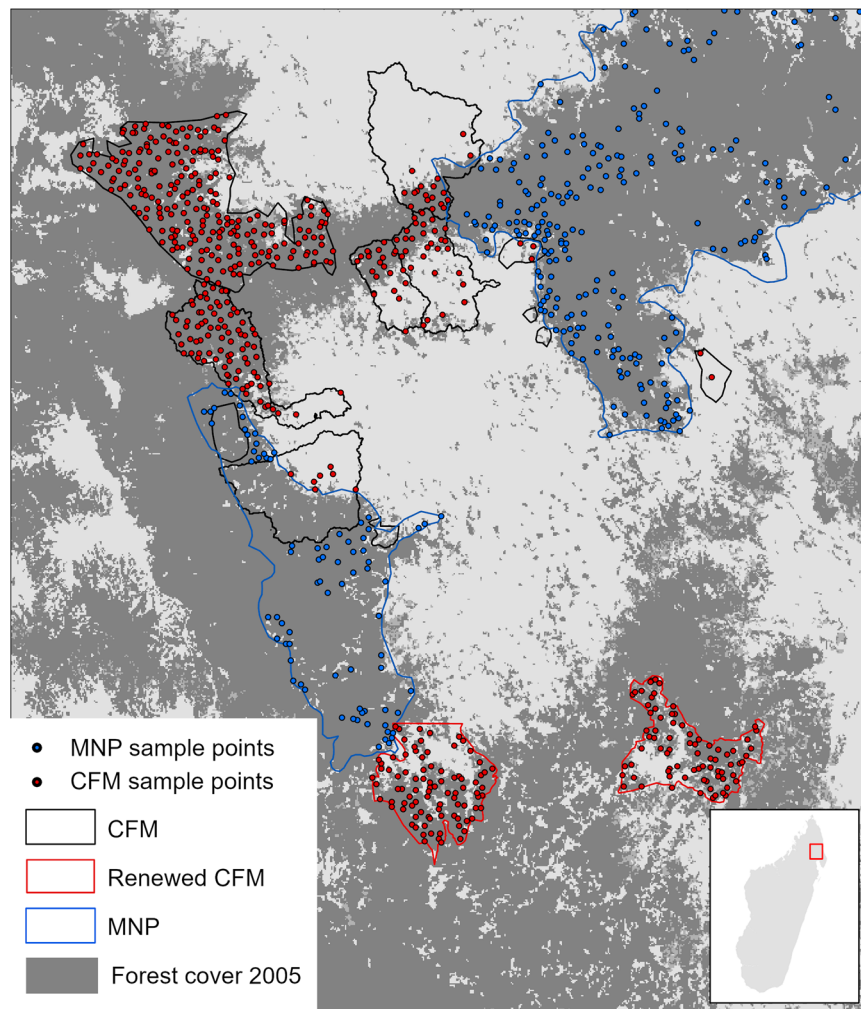 MNP sample points
CFM sample points
CFM
Renewed CFM
MNP
Forest cover 2005